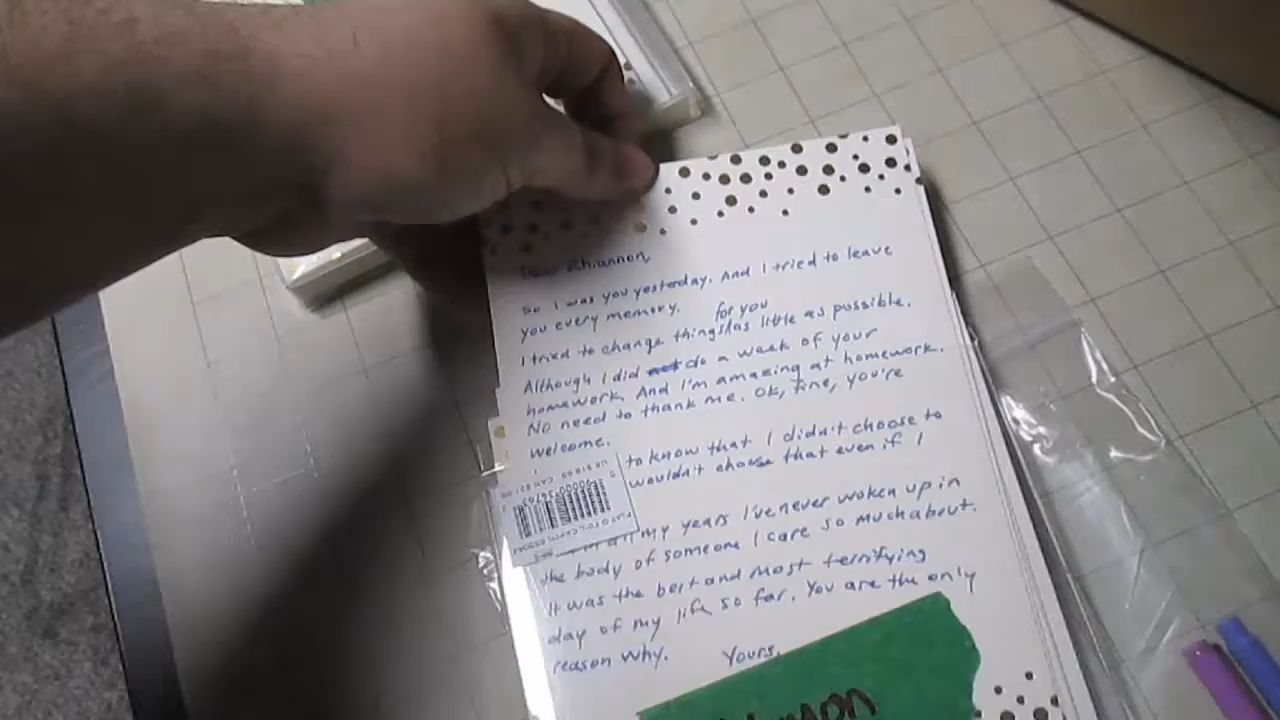 Dear Rhiannon,
So I was you yesterday. And I tried to leave
you every memory.
for you
I tried to change things/as little as possible.
Although I did not do a week of your
homework. And I'm amazing at homework.
No need to thank me. Ok, fine, you're
welcome.
to know that I didn't choose to
wouldn't choose that even if I
all my years I've never woken up in
the body of someone I care so much about.
It was the best and most terrifying
day of my life so far. You are the only
reason why.
Yours,